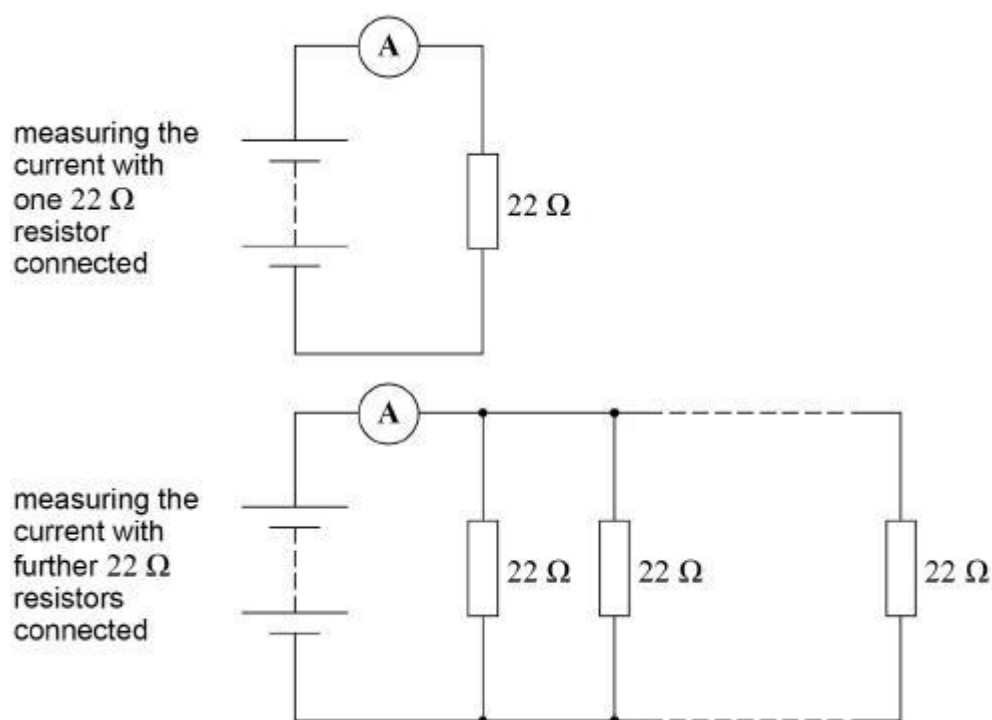 A
measuring the
current with
one 22 Ω
resistor
connected
22 Ω
A
measuring the
current with
further 22 Ω
resistors
connected
22 Ω
22 Ω
22 Ω